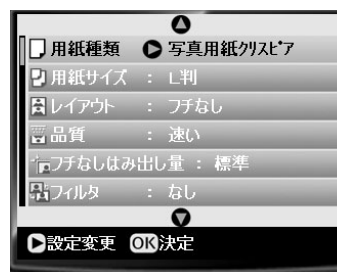 用紙種類 写真用紙クリスピア
用紙サイズ : L判
レイアウト : フチなし
品質 : 速い
フチなしはみ出し量 : 標準
フィルタ : なし
設定変更 OK決定